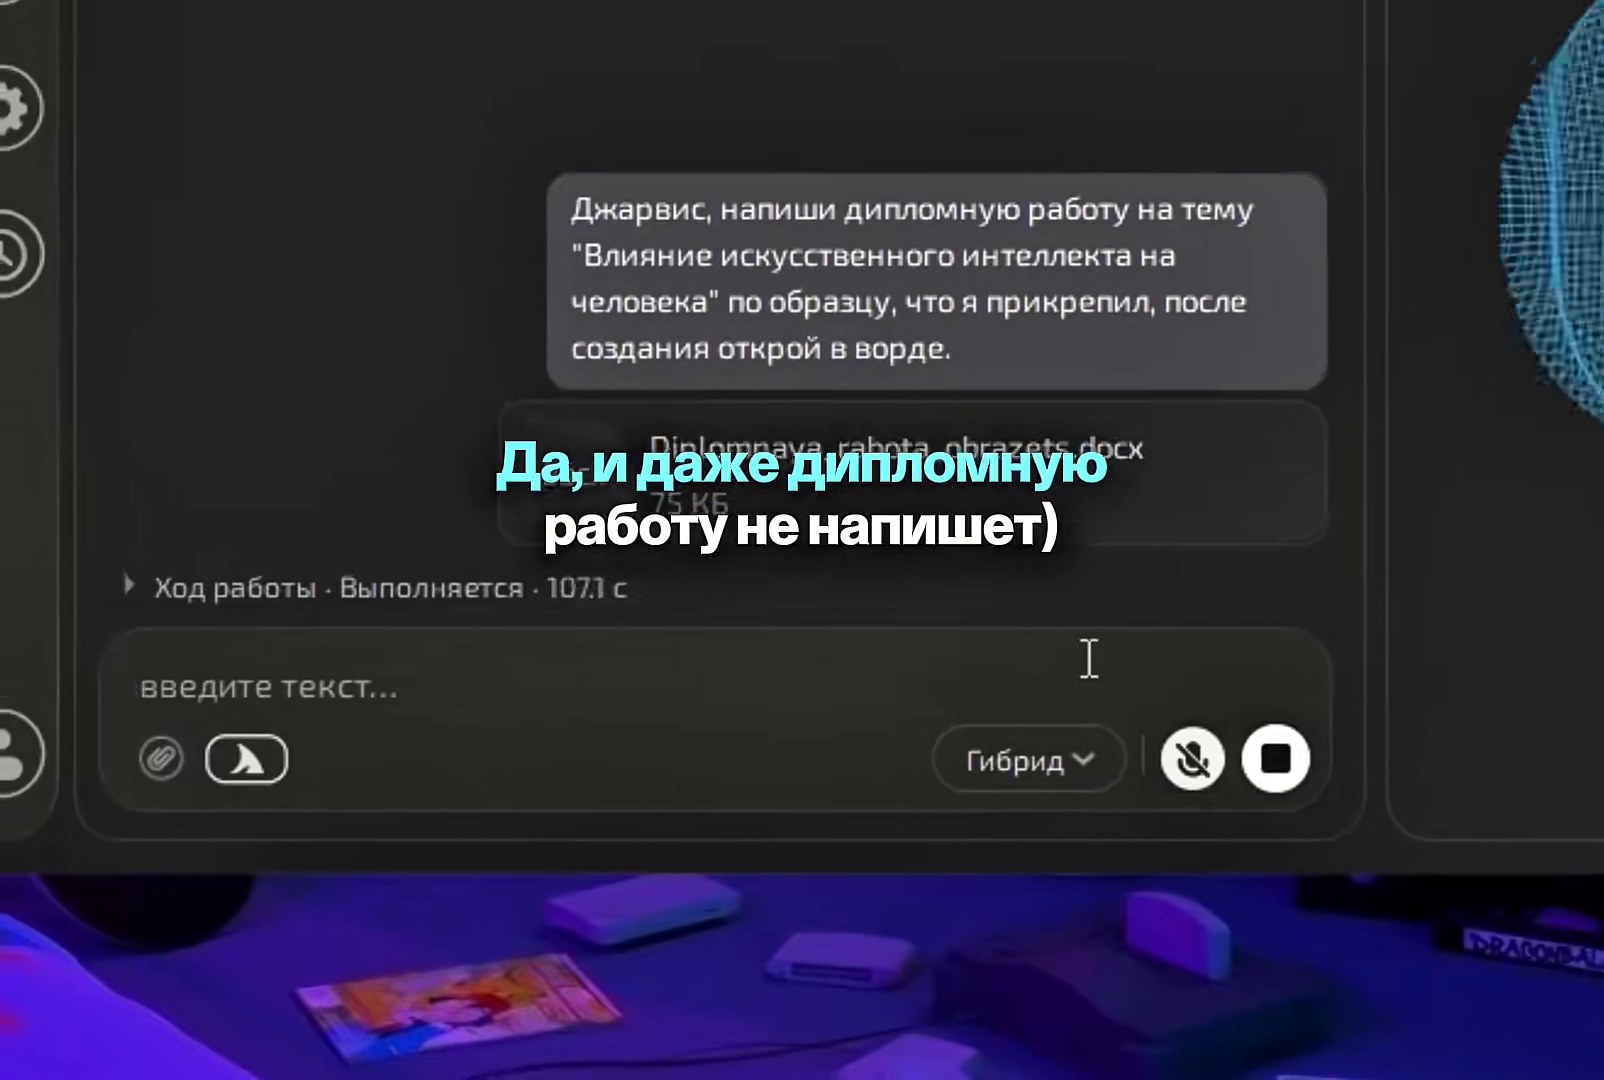 Джарвис, напиши дипломную работу на тему
"Влияние искусственного интеллекта на
человека" по образцу, что я прикрепил, после
создания открой в ворде.
Diplomnaya_rabota_obrazets.docx
75 КБ
Да, и даже дипломную
работу не напишет)
Ход работы · Выполняется · 107.1 с
введите текст...
Гибрид